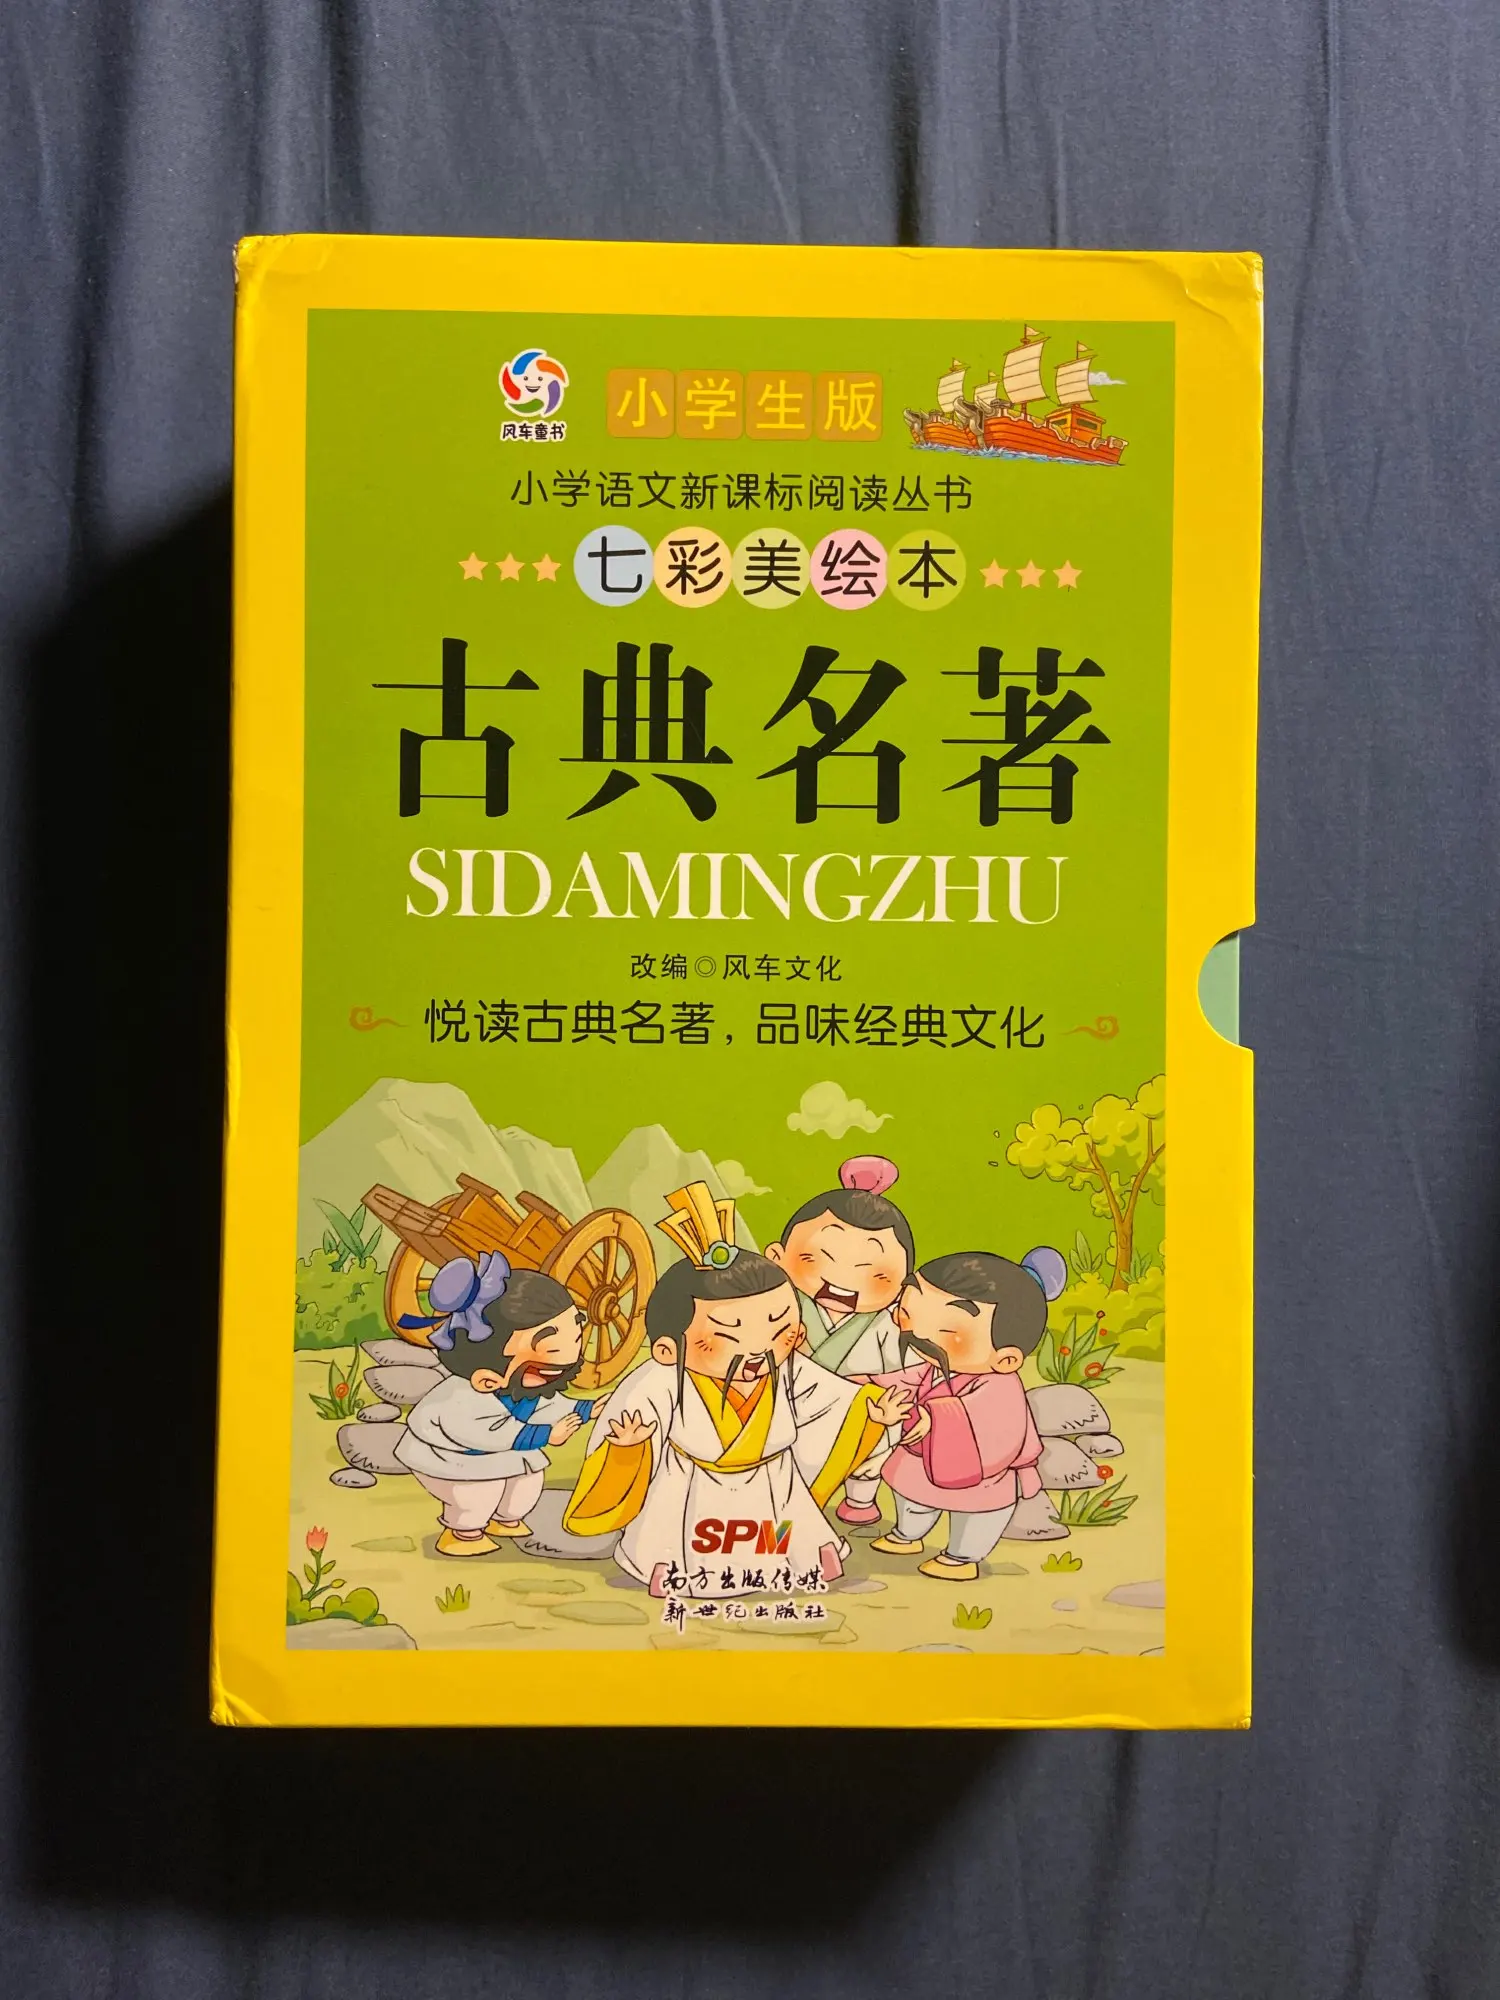 风车童书
小学生版
小学语文新课标阅读丛书
七彩美绘本
古典名著
SIDAMINGZHU
改编◎风车文化
悦读古典名著，品味经典文化
SPM
南方出版传媒
新世纪出版社